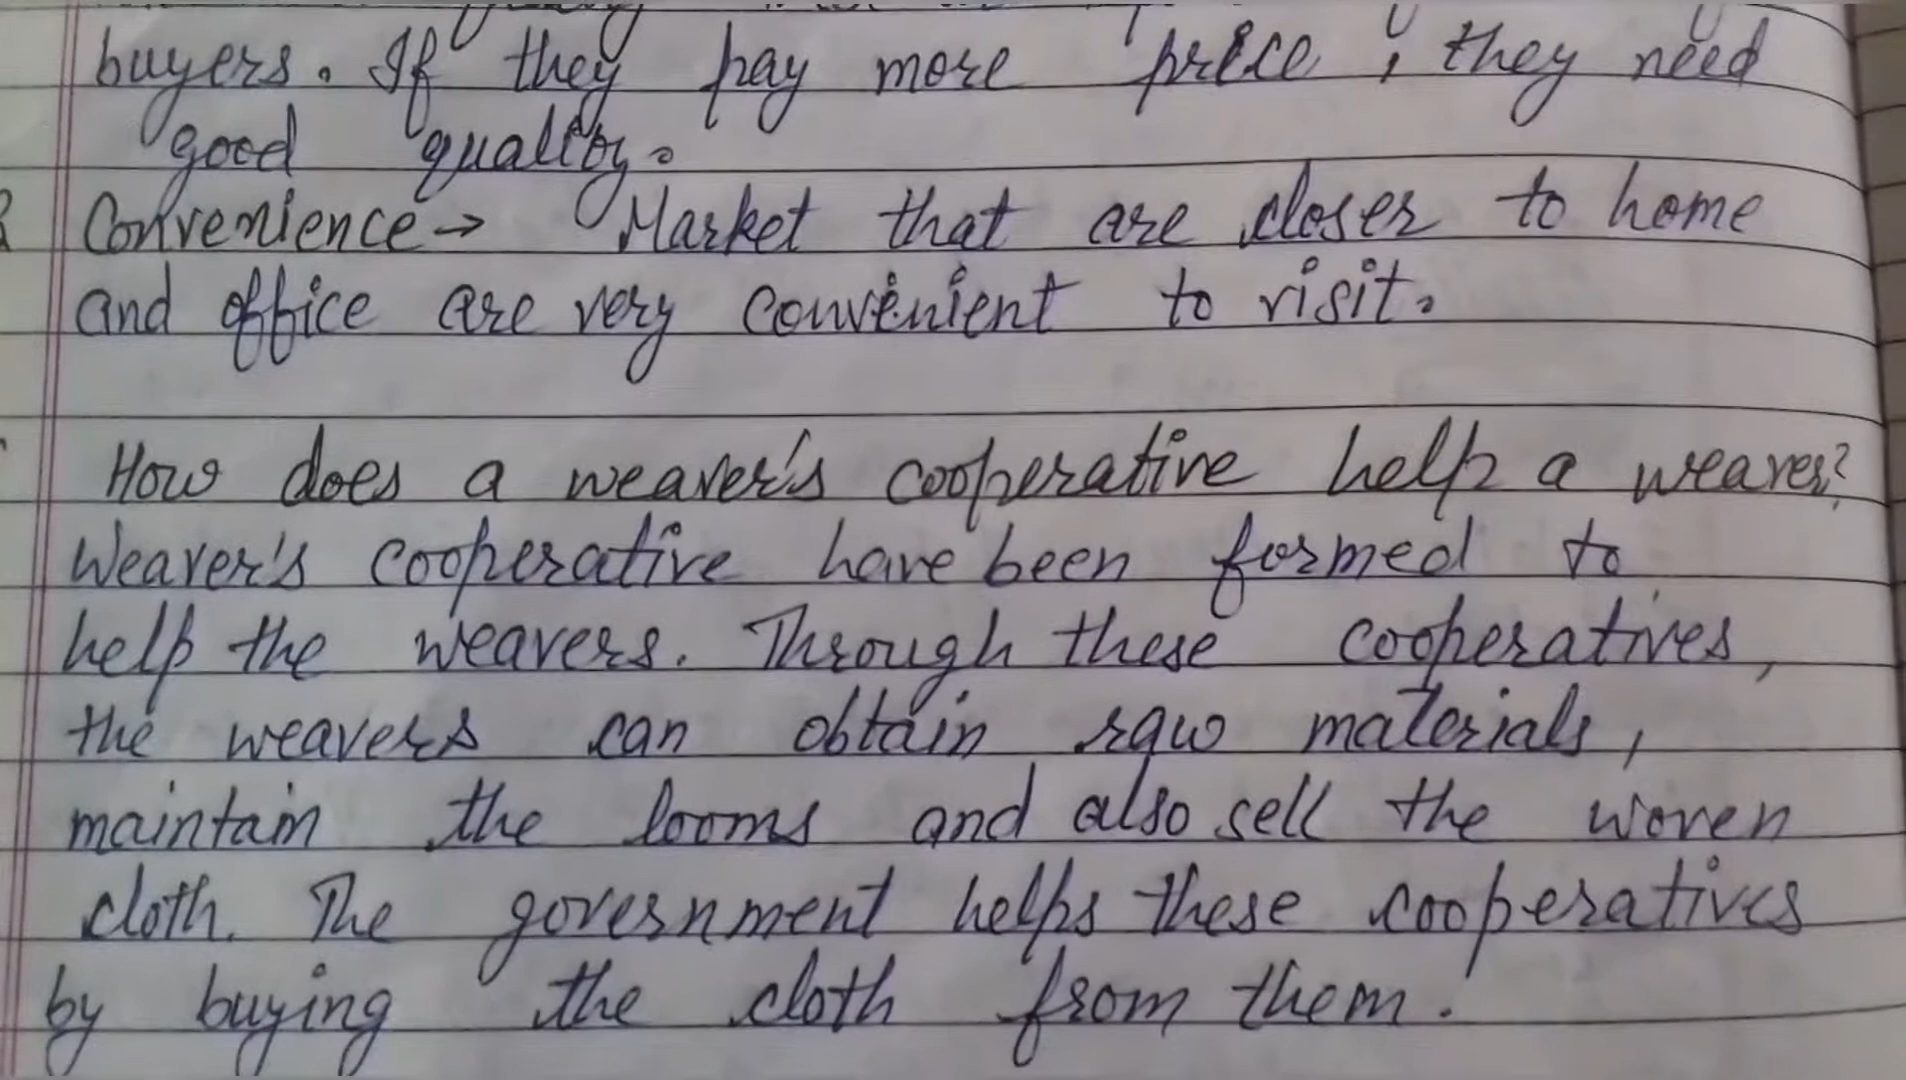 buyers. If they pay more price, they need
good quality.
Convenience → Market that are closer to home
and office are very convenient to visit.
How does a weaver's cooperative help a weaver?
Weaver's cooperative have been formed to
help the weavers. Through these cooperatives,
the weavers can obtain raw materials,
maintain the looms and also sell the woven
cloth. The government helps these cooperatives
by buying the cloth from them.